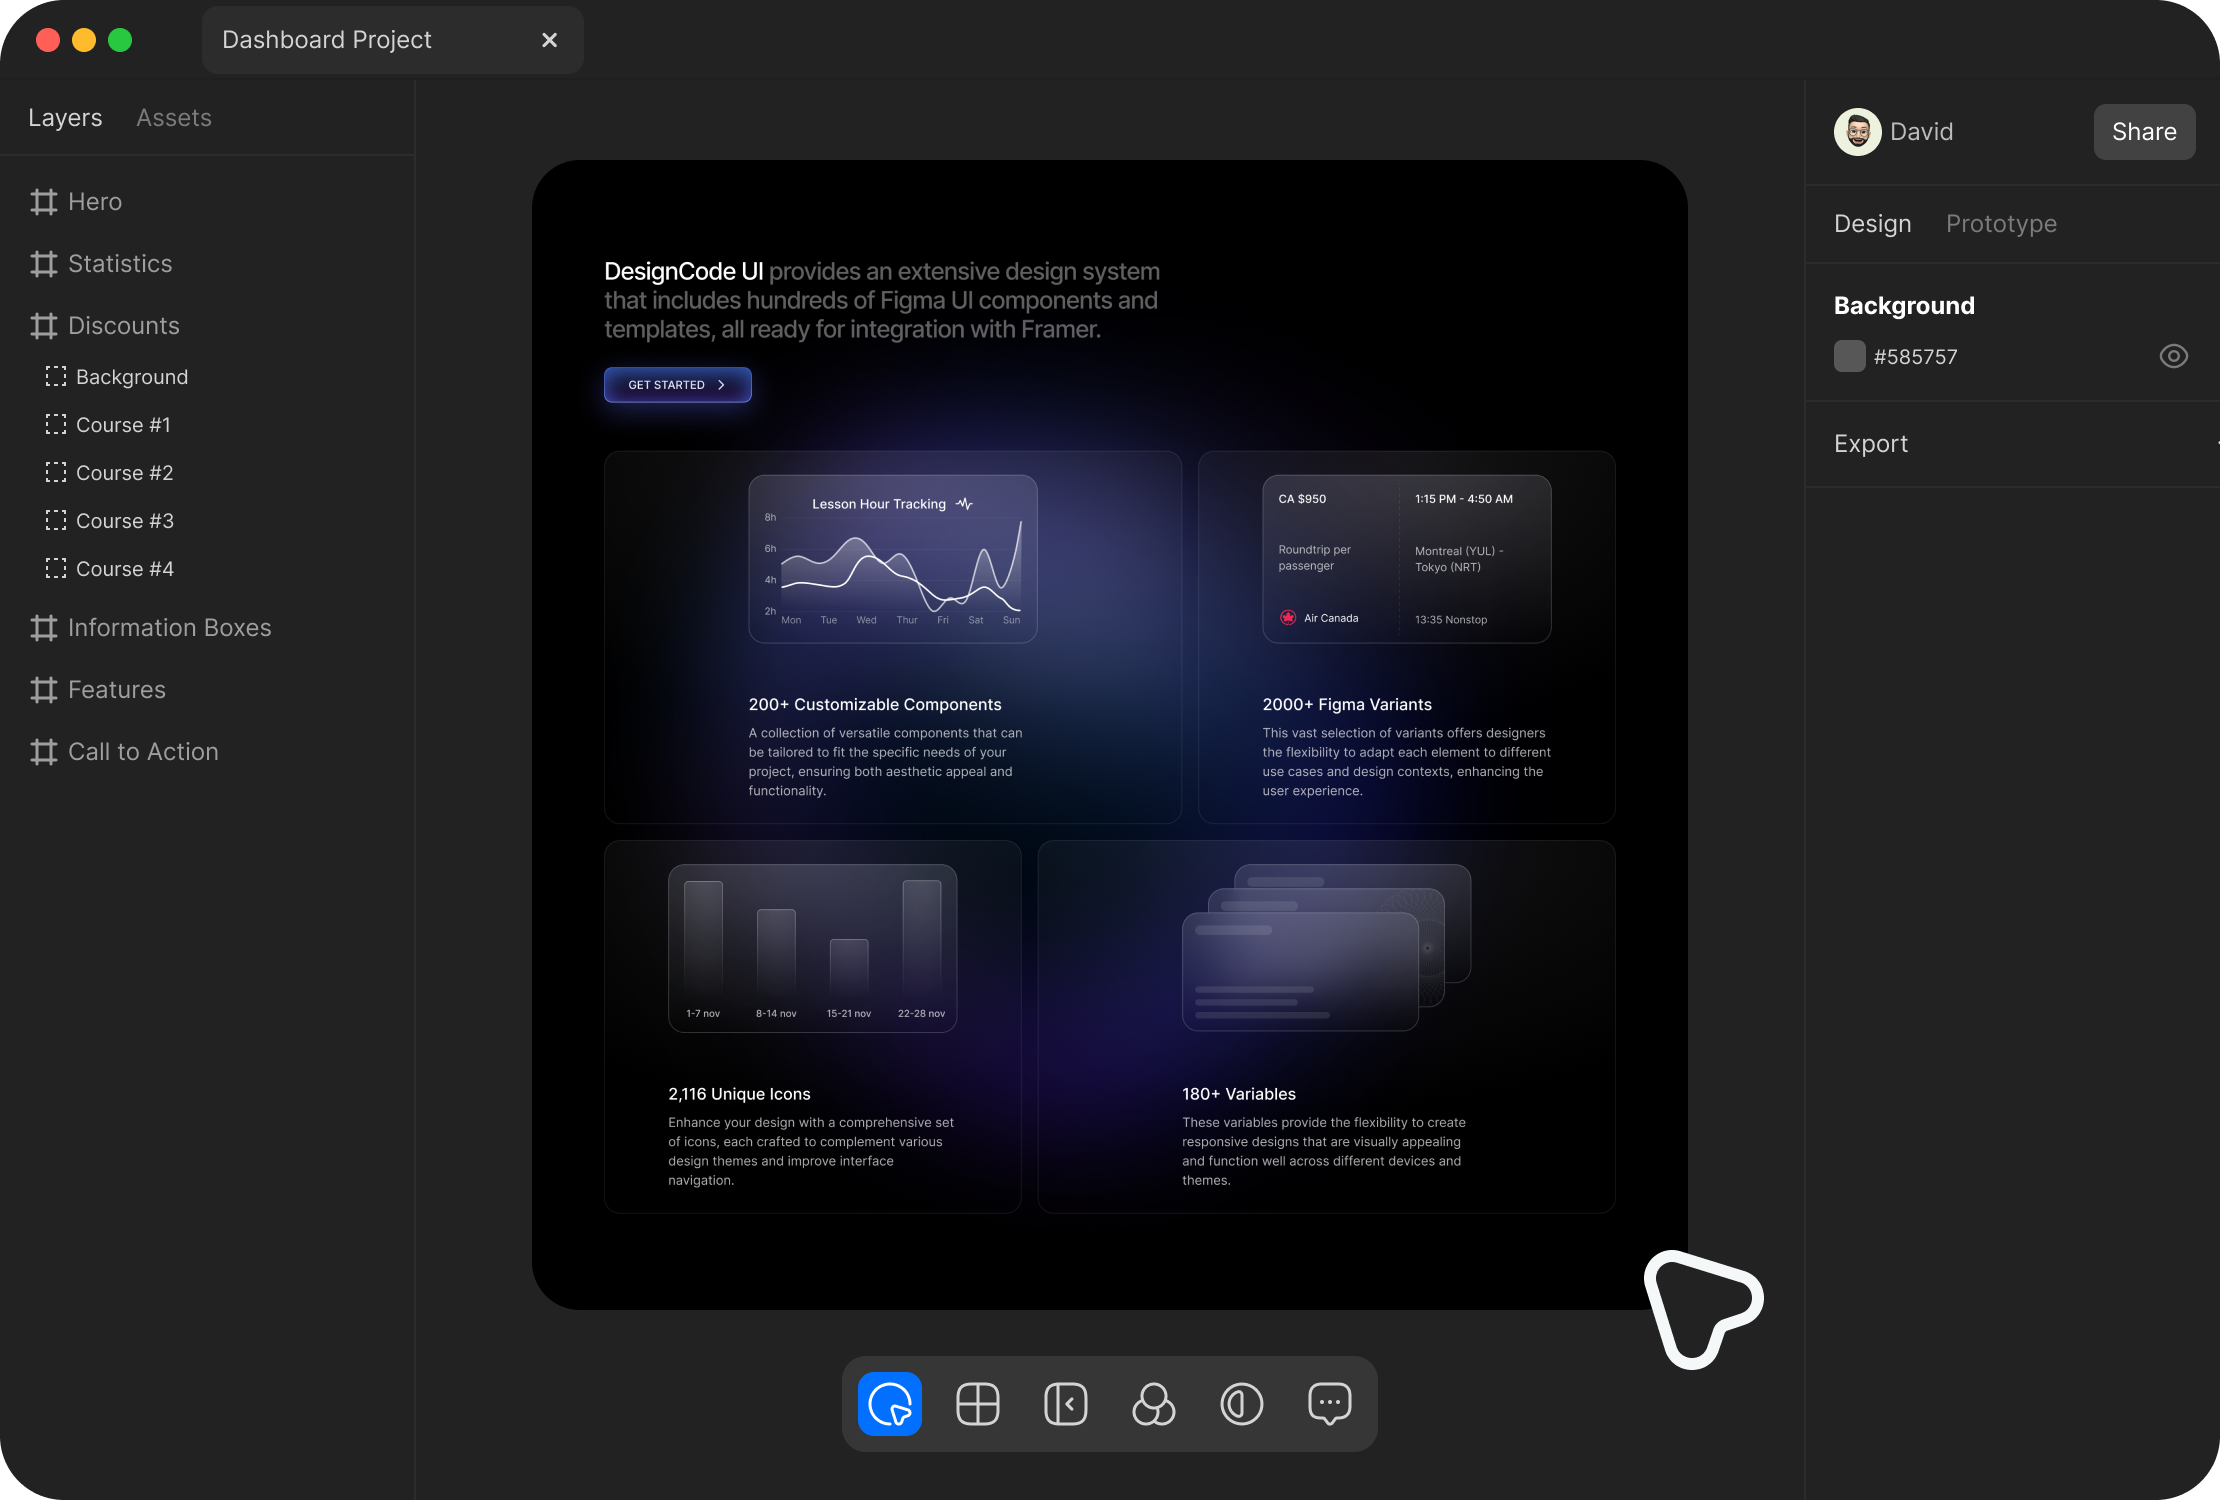 Dashboard Project
Layers Assets
Hero
Statistics
Discounts
Background
Course #1
Course #2
Course #3
Course #4
Information Boxes
Features
Call to Action
DesignCode UI provides an extensive design system
that includes hundreds of Figma UI components and
templates, all ready for integration with Framer.
GET STARTED
Lesson Hour Tracking
8h
6h
4h
2h
Mon Tue Wed Thur Fri Sat Sun
200+ Customizable Components
A collection of versatile components that can
be tailored to fit the specific needs of your
project, ensuring both aesthetic appeal and
functionality.
CA $950
1:15 PM - 4:50 AM
Roundtrip per
passenger
Montreal (YUL) -
Tokyo (NRT)
Air Canada
13:35 Nonstop
2000+ Figma Variants
This vast selection of variants offers designers
the flexibility to adapt each element to different
use cases and design contexts, enhancing the
user experience.
1-7 nov 8-14 nov 15-21 nov 22-28 nov
2,116 Unique Icons
Enhance your design with a comprehensive set
of icons, each crafted to complement various
design themes and improve interface
navigation.
180+ Variables
These variables provide the flexibility to create
responsive designs that are visually appealing
and function well across different devices and
themes.
David
Share
Design Prototype
Background
#585757
Export